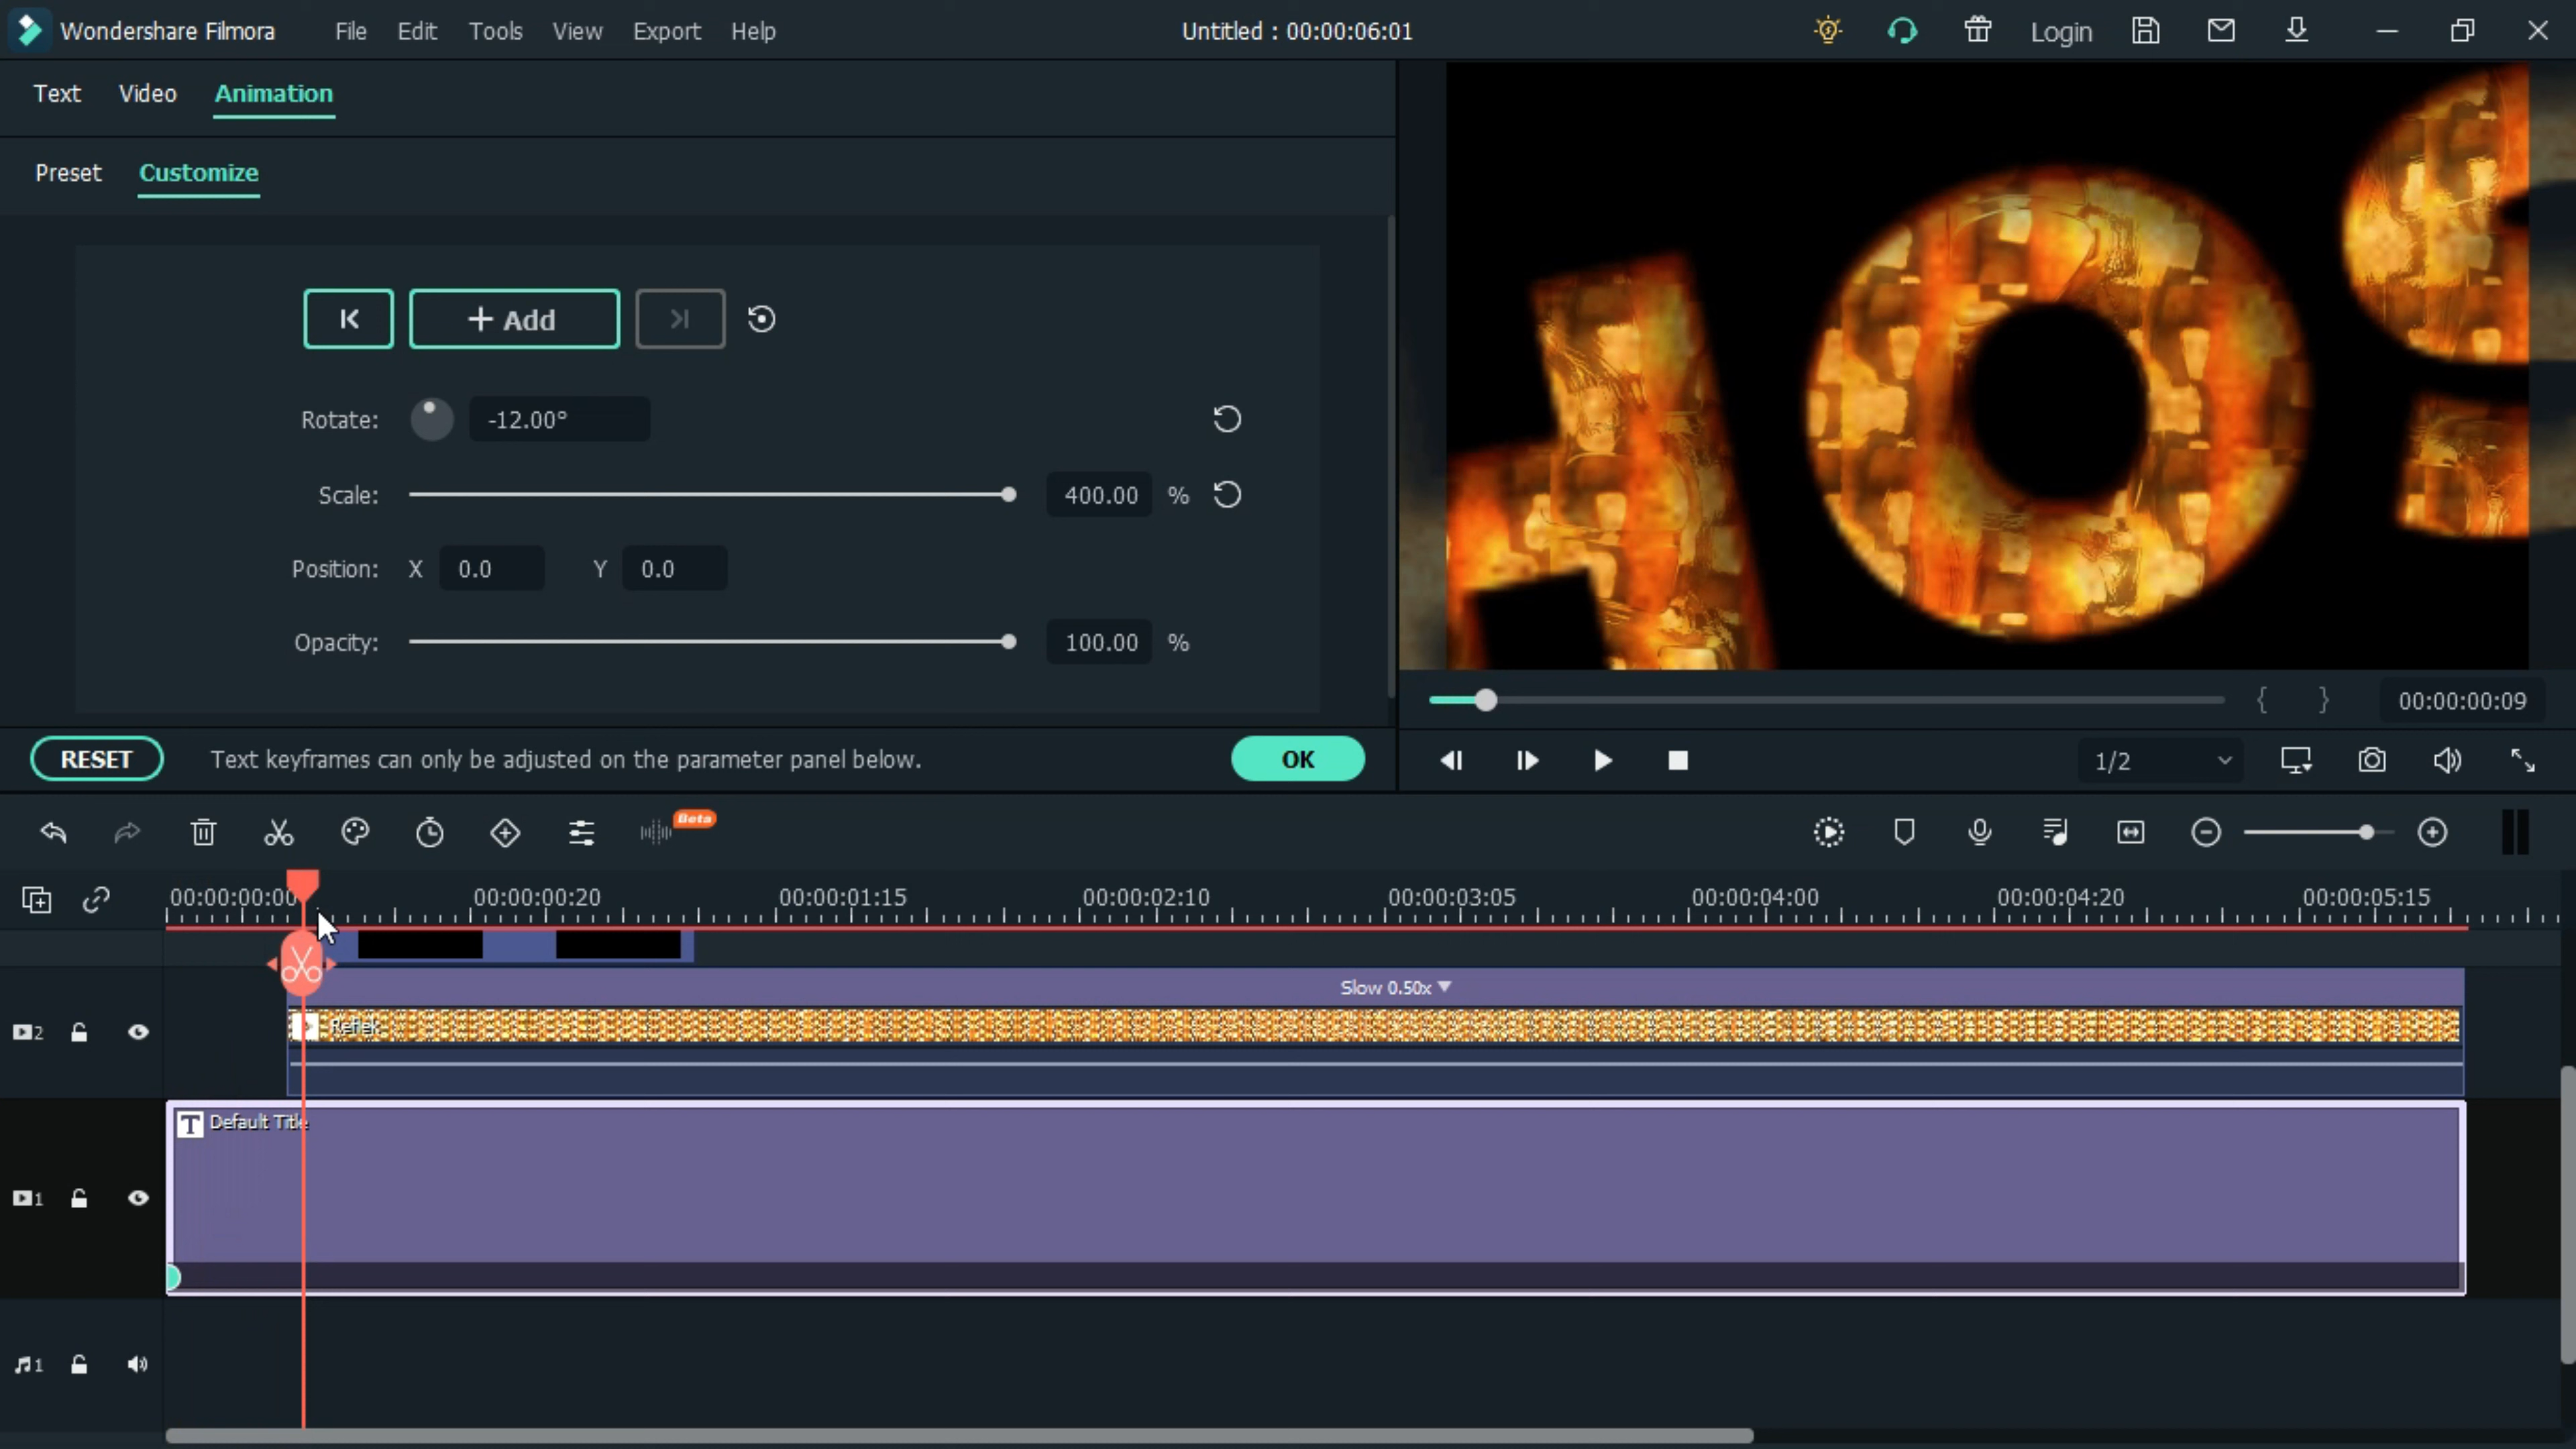 Wondershare Filmora File Edit Tools View Export Help Untitled : 00:00:06:01 Login
Text Video Animation
Preset Customize
+ Add
Rotate: -12.00°
Scale: 400.00 %
Position: X 0.0 Y 0.0
Opacity: 100.00 %
{ } 00:00:00:09
RESET Text keyframes can only be adjusted on the parameter panel below. OK
1/2
Beta
00:00:00:00 00:00:00:20 00:00:01:15 00:00:02:10 00:00:03:05 00:00:04:00 00:00:04:20 00:00:05:15
Slow 0.50x
2
T Default Title
1
1